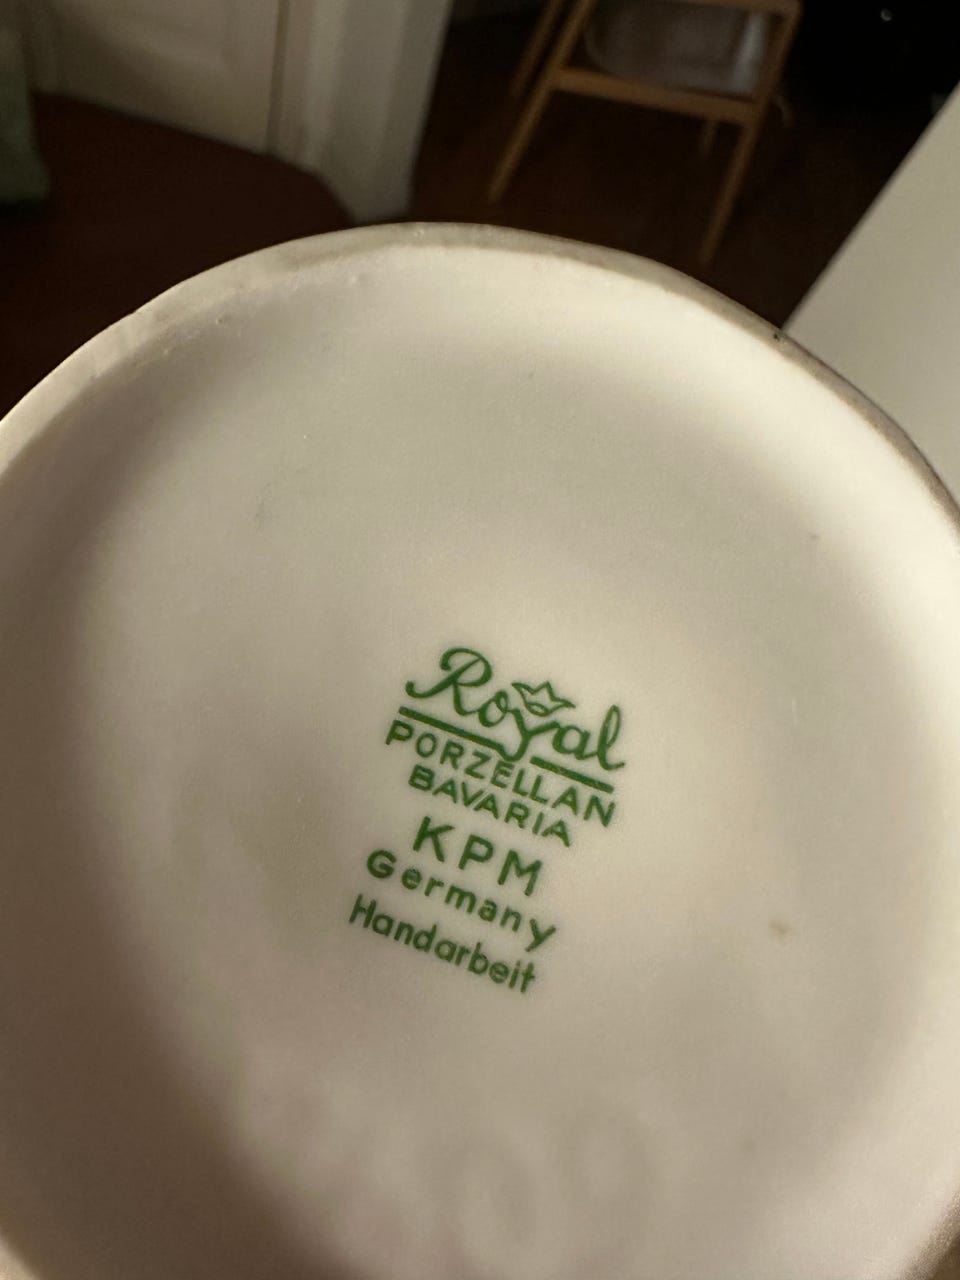 Royal
PORZELLAN
BAVARIA
KPM
Germany
Handarbeit